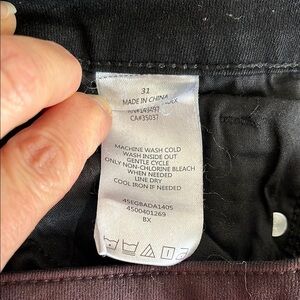 31
MADE IN CHINA
CA#35037
MACHINE WASH COLD
WASH INSIDE OUT
GENTLE CYCLE
ONLY NON-CHLORINE BLEACH
WHEN NEEDED
LINE DRY
COOL IRON IF NEEDED
45EGBADA1405
4500401269
BX